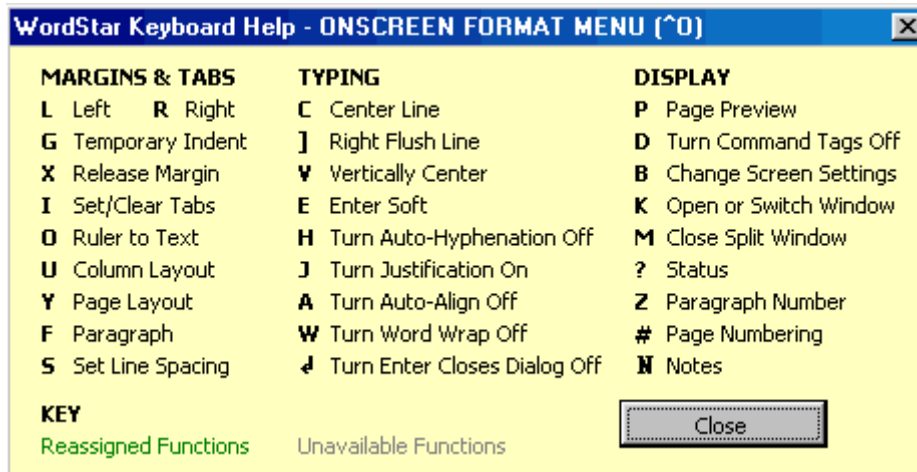 WordStar Keyboard Help - ONSCREEN FORMAT MENU (^O)
MARGINS & TABS
L Left R Right
G Temporary Indent
X Release Margin
I Set/Clear Tabs
O Ruler to Text
U Column Layout
Y Page Layout
F Paragraph
S Set Line Spacing
TYPING
C Center Line
] Right Flush Line
V Vertically Center
E Enter Soft
H Turn Auto-Hyphenation Off
J Turn Justification On
A Turn Auto-Align Off
W Turn Word Wrap Off
↲ Turn Enter Closes Dialog Off
DISPLAY
P Page Preview
D Turn Command Tags Off
B Change Screen Settings
K Open or Switch Window
M Close Split Window
? Status
Z Paragraph Number
# Page Numbering
N Notes
KEY
Reassigned Functions
Unavailable Functions
Close